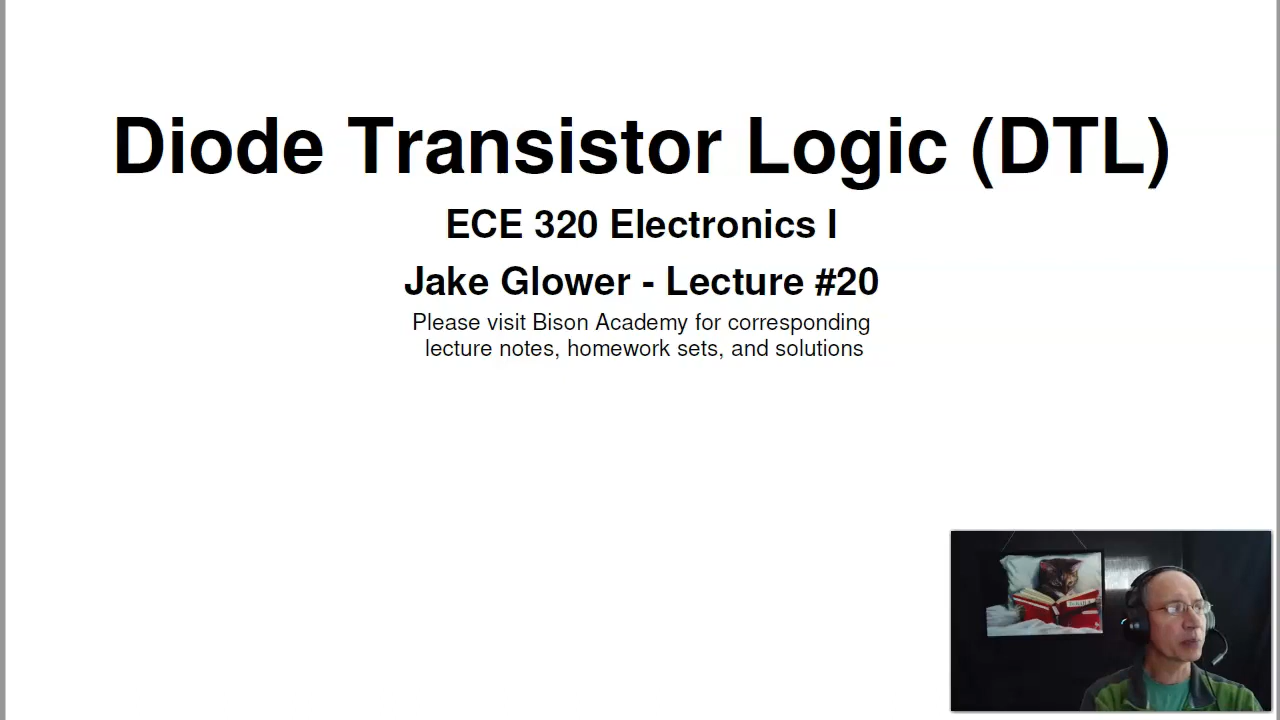 Diode Transistor Logic (DTL)
ECE 320 Electronics I
Jake Glower - Lecture #20
Please visit Bison Academy for corresponding
lecture notes, homework sets, and solutions